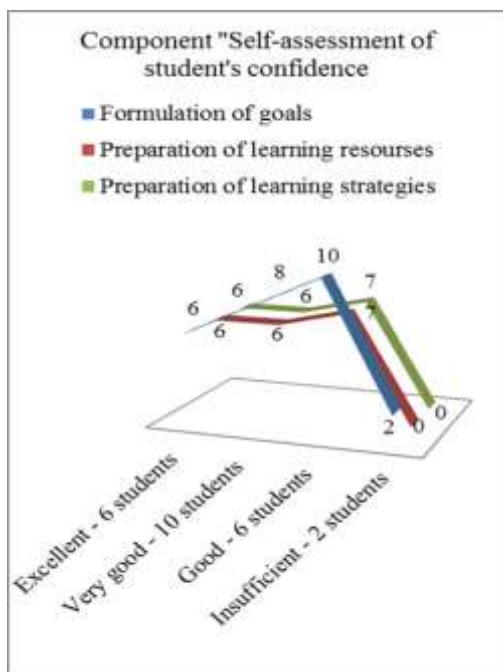 Component "Self-assessment of
student's confidence
Formulation of goals
Preparation of learning resourses
Preparation of learning strategies
10
8
7
6
6
6
7
6
6
2
0
0
Excellent - 6 students
Very good - 10 students
Good - 6 students
Insufficient - 2 students